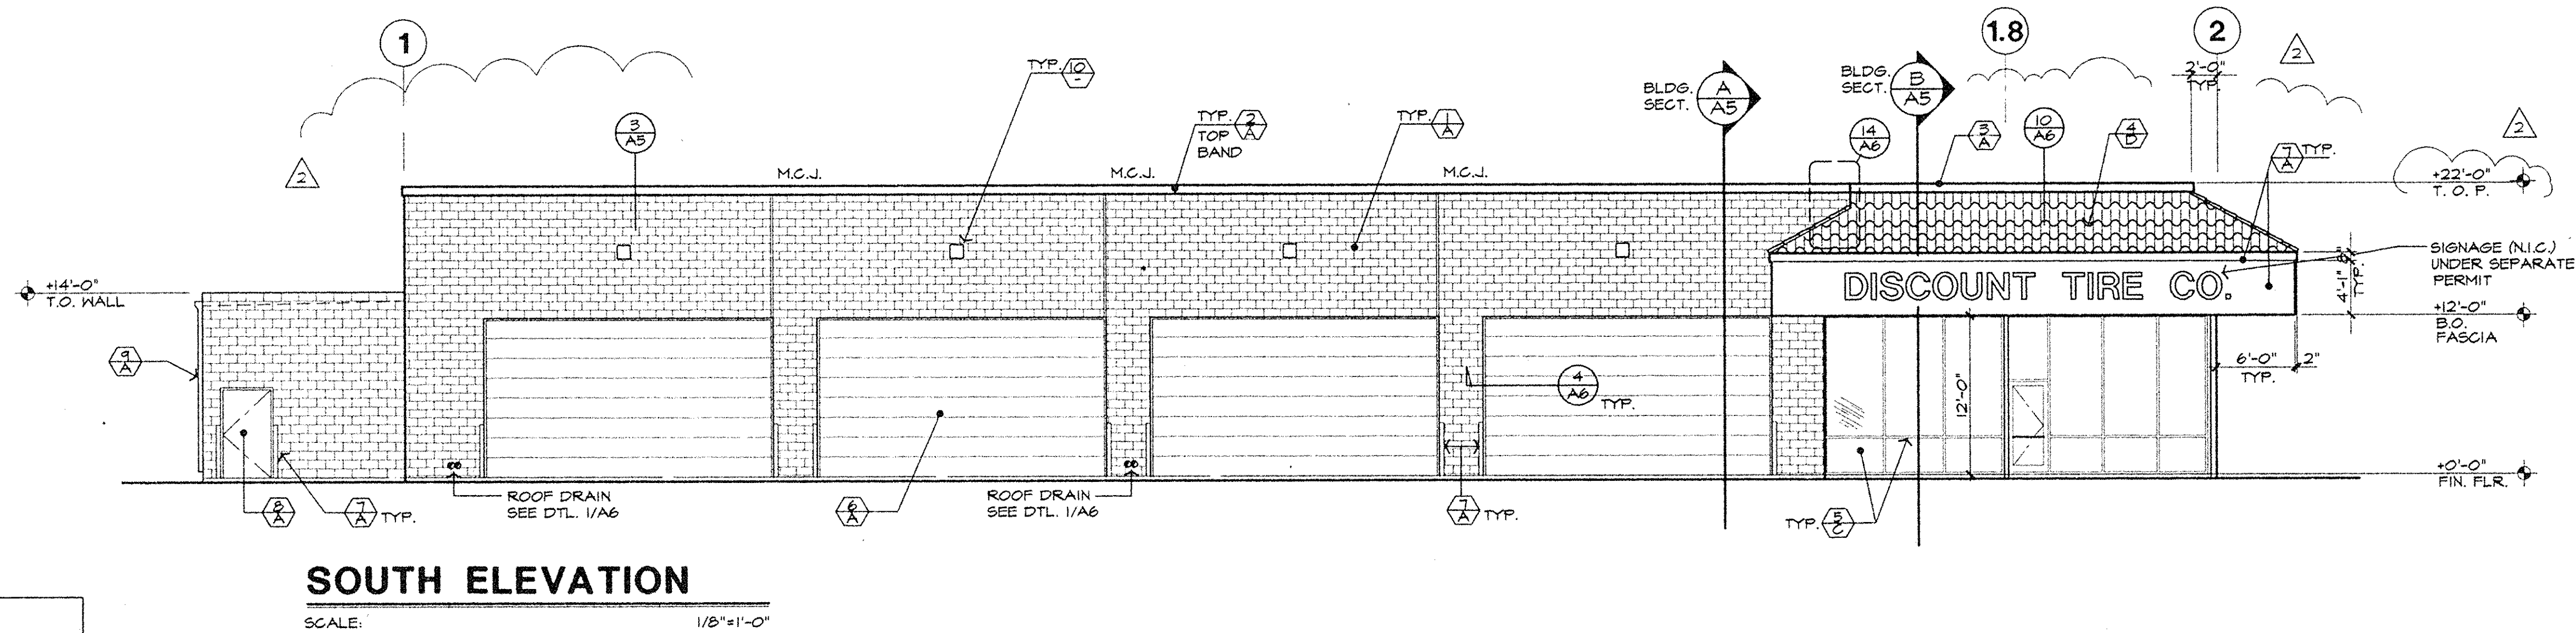 1
1.8
2
2
2'-0"
TYP.
TYP. 10
-
BLDG.
SECT.
A
A5
BLDG.
SECT.
B
A5
3
A5
TYP. 2
A
TOP
BAND
TYP. 1
A
14
A6
3
A
10
A6
4
B
7
A
TYP.
2
2
M.C.J.
M.C.J.
M.C.J.
+22'-0"
T. O. P.
+14'-0"
T.O. WALL
DISCOUNT TIRE CO.
SIGNAGE (N.I.C.)
UNDER SEPARATE
PERMIT
8"
4'-1"
TYP.
+12'-0"
B.O.
FASCIA
9
A
4
A6
TYP.
12'-0"
6'-0"
TYP.
2"
+0'-0"
FIN. FLR.
8
A
7
A
TYP.
ROOF DRAIN
SEE DTL. 1/A6
6
A
ROOF DRAIN
SEE DTL. 1/A6
7
A
TYP.
TYP. 5
C
SOUTH ELEVATION
SCALE: 1/8"=1'-0"